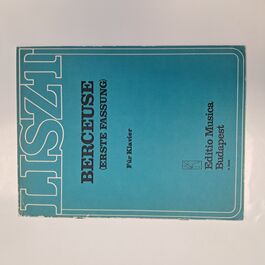 LISZT
BERCEUSE
(ERSTE FASSUNG)
Für Klavier
Editio Musica
Budapest